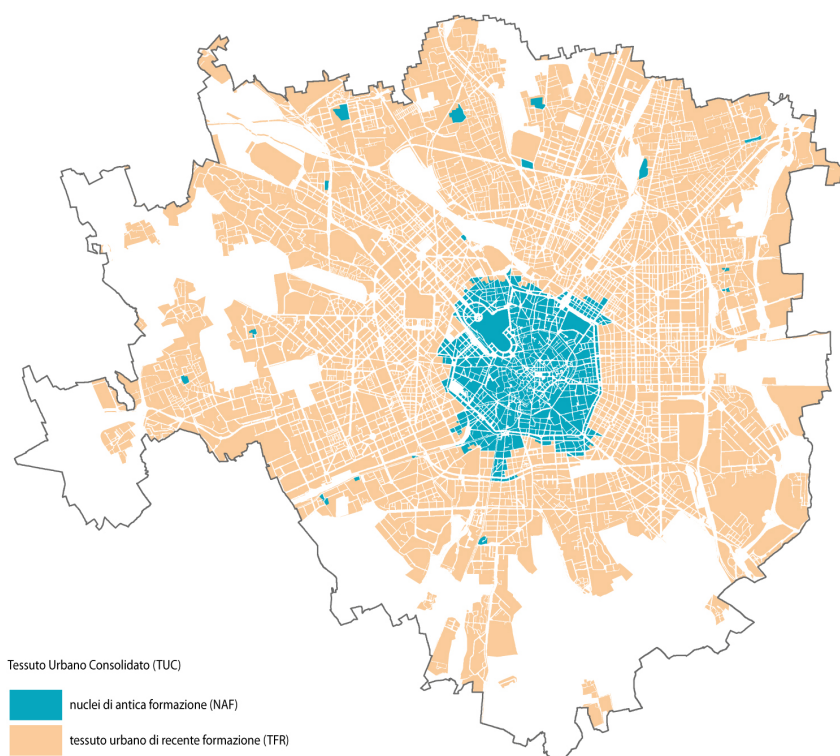 Tessuto Urbano Consolidato (TUC)
nuclei di antica formazione (NAF)
tessuto urbano di recente formazione (TFR)